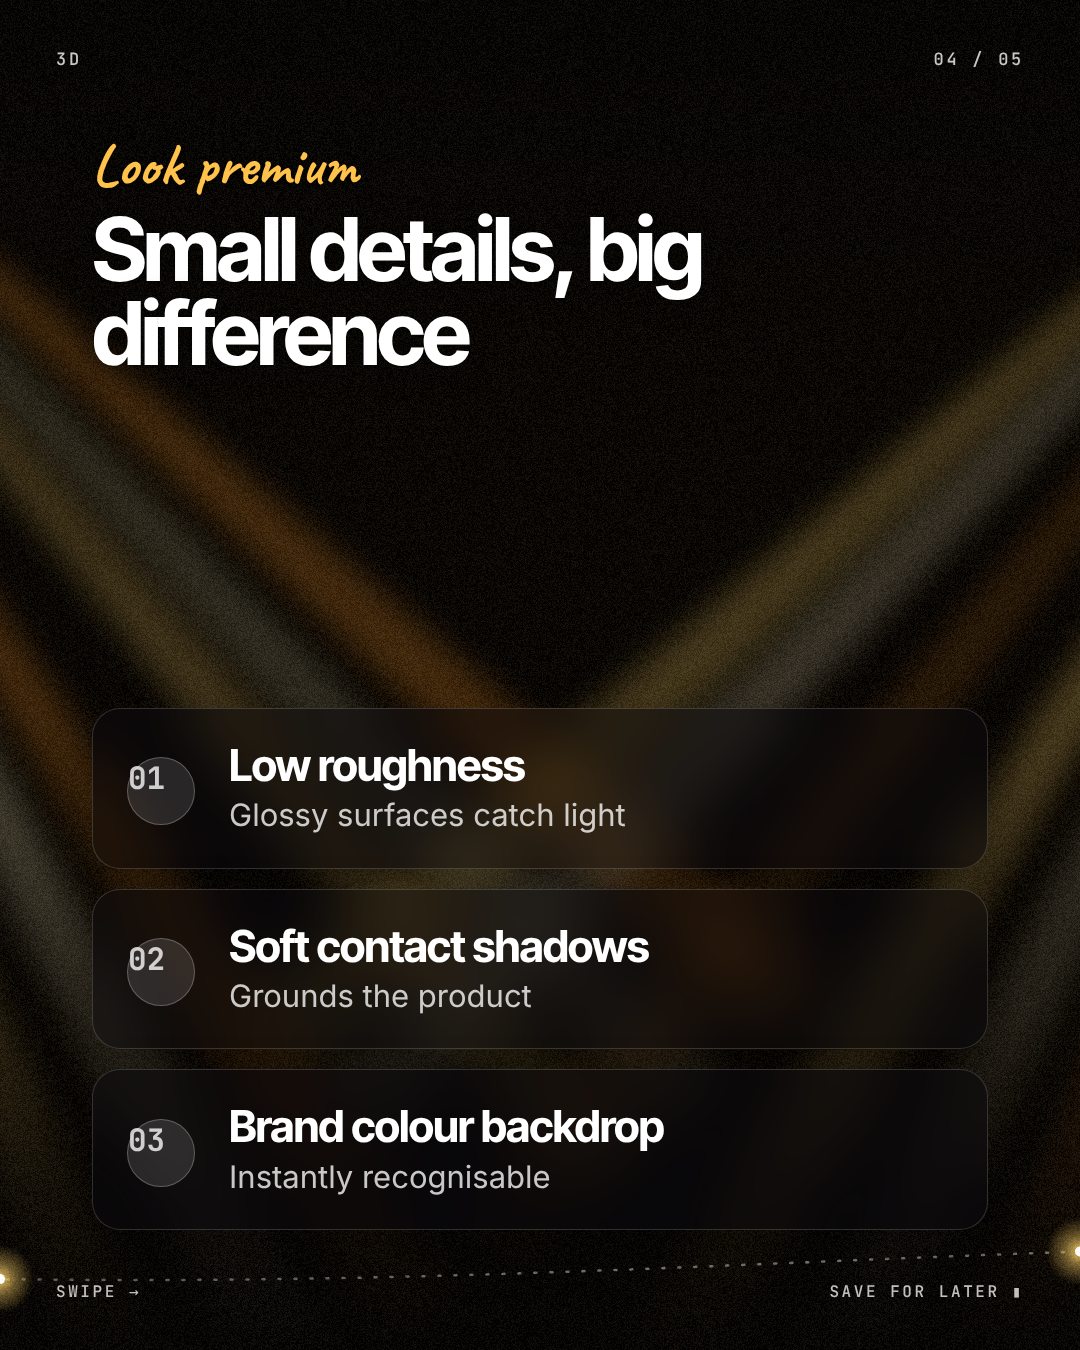 3D
04 / 05
Look premium
Small details, big
difference
01
Low roughness
Glossy surfaces catch light
02
Soft contact shadows
Grounds the product
03
Brand colour backdrop
Instantly recognisable
SWIPE →
SAVE FOR LATER ▮